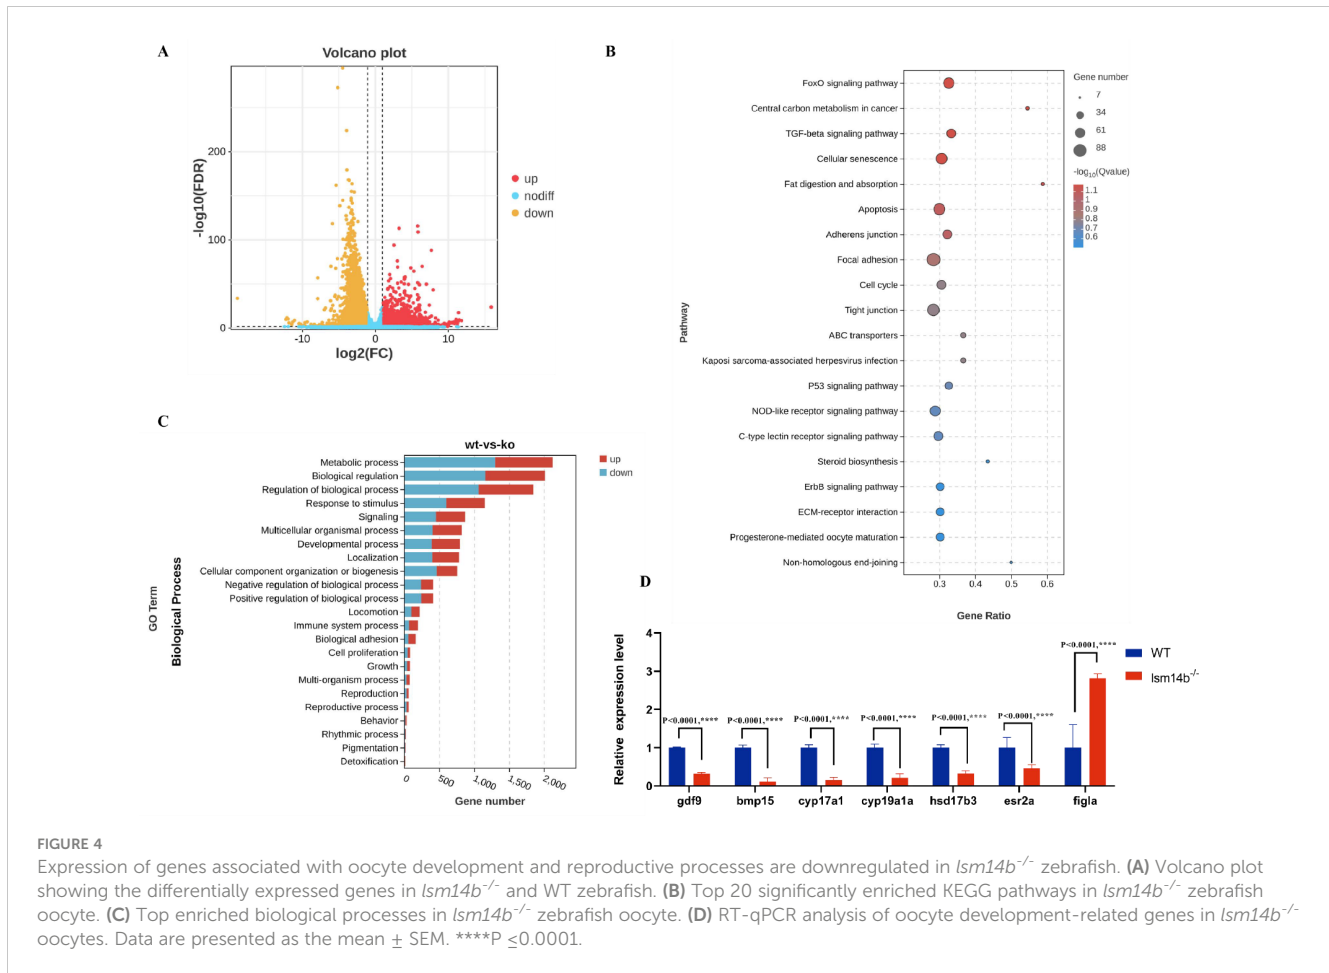 A
Volcano plot
-log10(FDR)
200
100
0
-10
0
10
log2(FC)
up
nodiff
down
B
Pathway
FoxO signaling pathway
Central carbon metabolism in cancer
TGF-beta signaling pathway
Cellular senescence
Fat digestion and absorption
Apoptosis
Adherens junction
Focal adhesion
Cell cycle
Tight junction
ABC transporters
Kaposi sarcoma-associated herpesvirus infection
P53 signaling pathway
NOD-like receptor signaling pathway
C-type lectin receptor signaling pathway
Steroid biosynthesis
ErbB signaling pathway
ECM-receptor interaction
Progesterone-mediated oocyte maturation
Non-homologous end-joining
0.3 0.4 0.5 0.6
Gene Ratio
Gene number
7
34
61
88
-log10(Qvalue)
1.1
1
0.9
0.8
0.7
0.6
C
wt-vs-ko
up
down
GO Term
Biological Process
Metabolic process
Biological regulation
Regulation of biological process
Response to stimulus
Signaling
Multicellular organismal process
Developmental process
Localization
Cellular component organization or biogenesis
Negative regulation of biological process
Positive regulation of biological process
Locomotion
Immune system process
Biological adhesion
Cell proliferation
Growth
Multi-organism process
Reproduction
Reproductive process
Behavior
Rhythmic process
Pigmentation
Detoxification
0 500 1,000 1,500 2,000
Gene number
D
Relative expression level
4
3
2
1
0
P<0.0001,****
P<0.0001,****
P<0.0001,****
P<0.0001,****
P<0.0001,****
P<0.0001,****
P<0.0001,****
gdf9 bmp15 cyp17a1 cyp19a1a hsd17b3 esr2a figla
WT
lsm14b-/-
FIGURE 4
Expression of genes associated with oocyte development and reproductive processes are downregulated in lsm14b-/- zebrafish. (A) Volcano plot
showing the differentially expressed genes in lsm14b-/- and WT zebrafish. (B) Top 20 significantly enriched KEGG pathways in lsm14b-/- zebrafish
oocyte. (C) Top enriched biological processes in lsm14b-/- zebrafish oocyte. (D) RT-qPCR analysis of oocyte development-related genes in lsm14b-/-
oocytes. Data are presented as the mean ± SEM. ****P ≤0.0001.